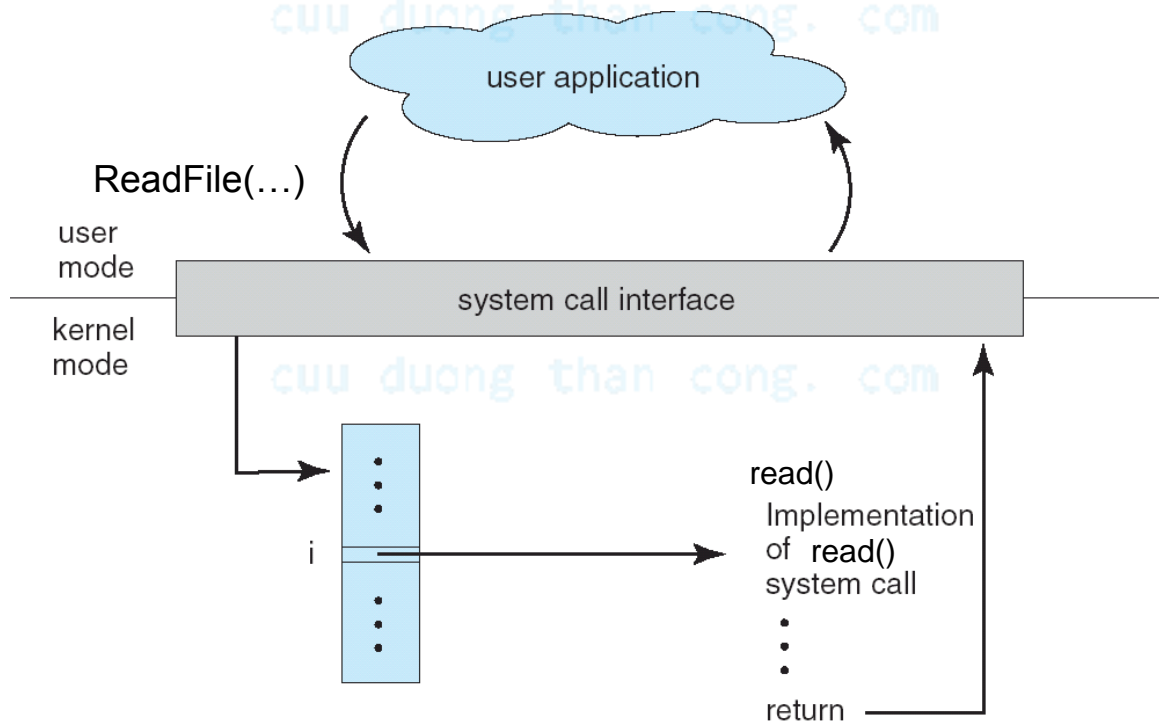 cuu duong than cong. com
user application
ReadFile(…)
user
mode
system call interface
kernel
mode
cuu duong than cong. com
read()
Implementation
i
of read()
system call
return